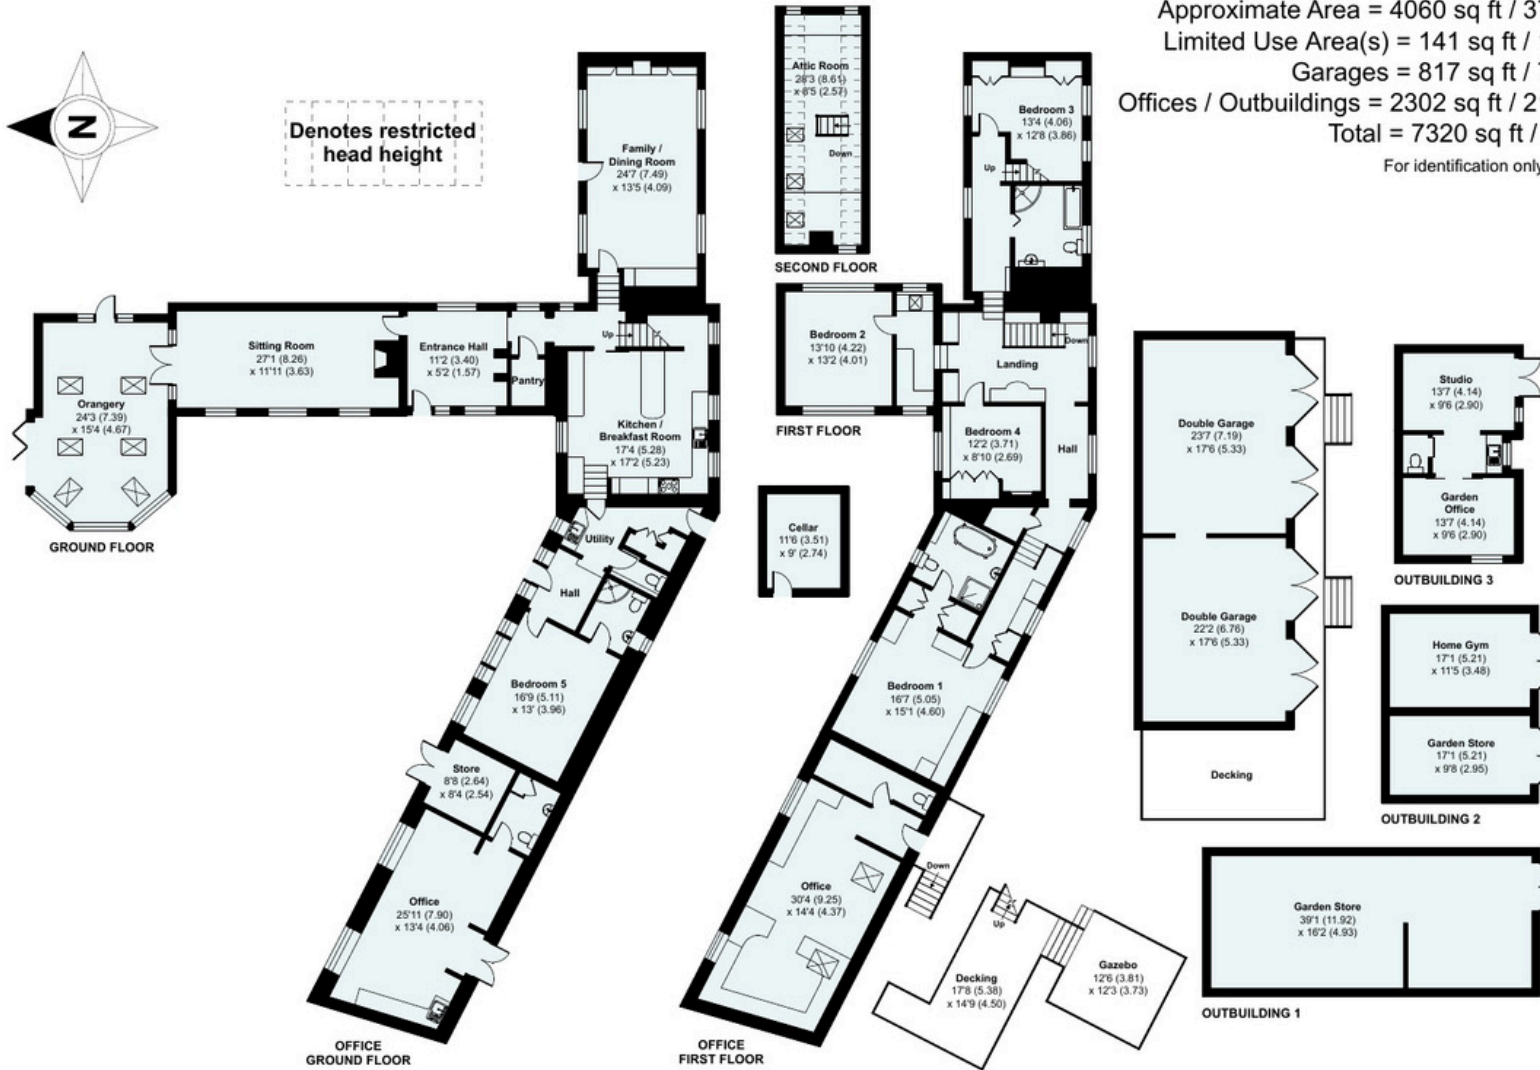 Approximate Area = 4060 sq ft / 3
Limited Use Area(s) = 141 sq ft /
Garages = 817 sq ft /
Offices / Outbuildings = 2302 sq ft / 2
Total = 7320 sq ft /
For identification only
N
Denotes restricted
head height
Family /
Dining Room
24'7 (7.49)
x 13'5 (4.09)
Attic Room
28'3 (8.61)
x 8'5 (2.57)
Down
SECOND FLOOR
Bedroom 3
13'4 (4.06)
x 12'8 (3.86)
Up
Sitting Room
27'1 (8.26)
x 11'11 (3.63)
Entrance Hall
11'2 (3.40)
x 5'2 (1.57)
Up
Pantry
Orangery
24'3 (7.39)
x 15'4 (4.67)
Kitchen /
Breakfast Room
17'4 (5.28)
x 17'2 (5.23)
GROUND FLOOR
Bedroom 2
13'10 (4.22)
x 13'2 (4.01)
FIRST FLOOR
Down
Landing
Bedroom 4
12'2 (3.71)
x 8'10 (2.69)
Hall
Cellar
11'6 (3.51)
x 9' (2.74)
Utility
Hall
Bedroom 5
16'9 (5.11)
x 13' (3.96)
Store
8'8 (2.64)
x 8'4 (2.54)
Office
25'11 (7.90)
x 13'4 (4.06)
OFFICE
GROUND FLOOR
Bedroom 1
16'7 (5.05)
x 15'1 (4.60)
Office
30'4 (9.25)
x 14'4 (4.37)
Down
OFFICE
FIRST FLOOR
Up
Decking
17'8 (5.38)
x 14'9 (4.50)
Gazebo
12'6 (3.81)
x 12'3 (3.73)
Double Garage
23'7 (7.19)
x 17'6 (5.33)
Double Garage
22'2 (6.76)
x 17'6 (5.33)
Decking
Studio
13'7 (4.14)
x 9'6 (2.90)
Garden
Office
13'7 (4.14)
x 9'6 (2.90)
OUTBUILDING 3
Home Gym
17'1 (5.21)
x 11'5 (3.48)
Garden Store
17'1 (5.21)
x 9'8 (2.95)
OUTBUILDING 2
Garden Store
39'1 (11.92)
x 16'2 (4.93)
OUTBUILDING 1